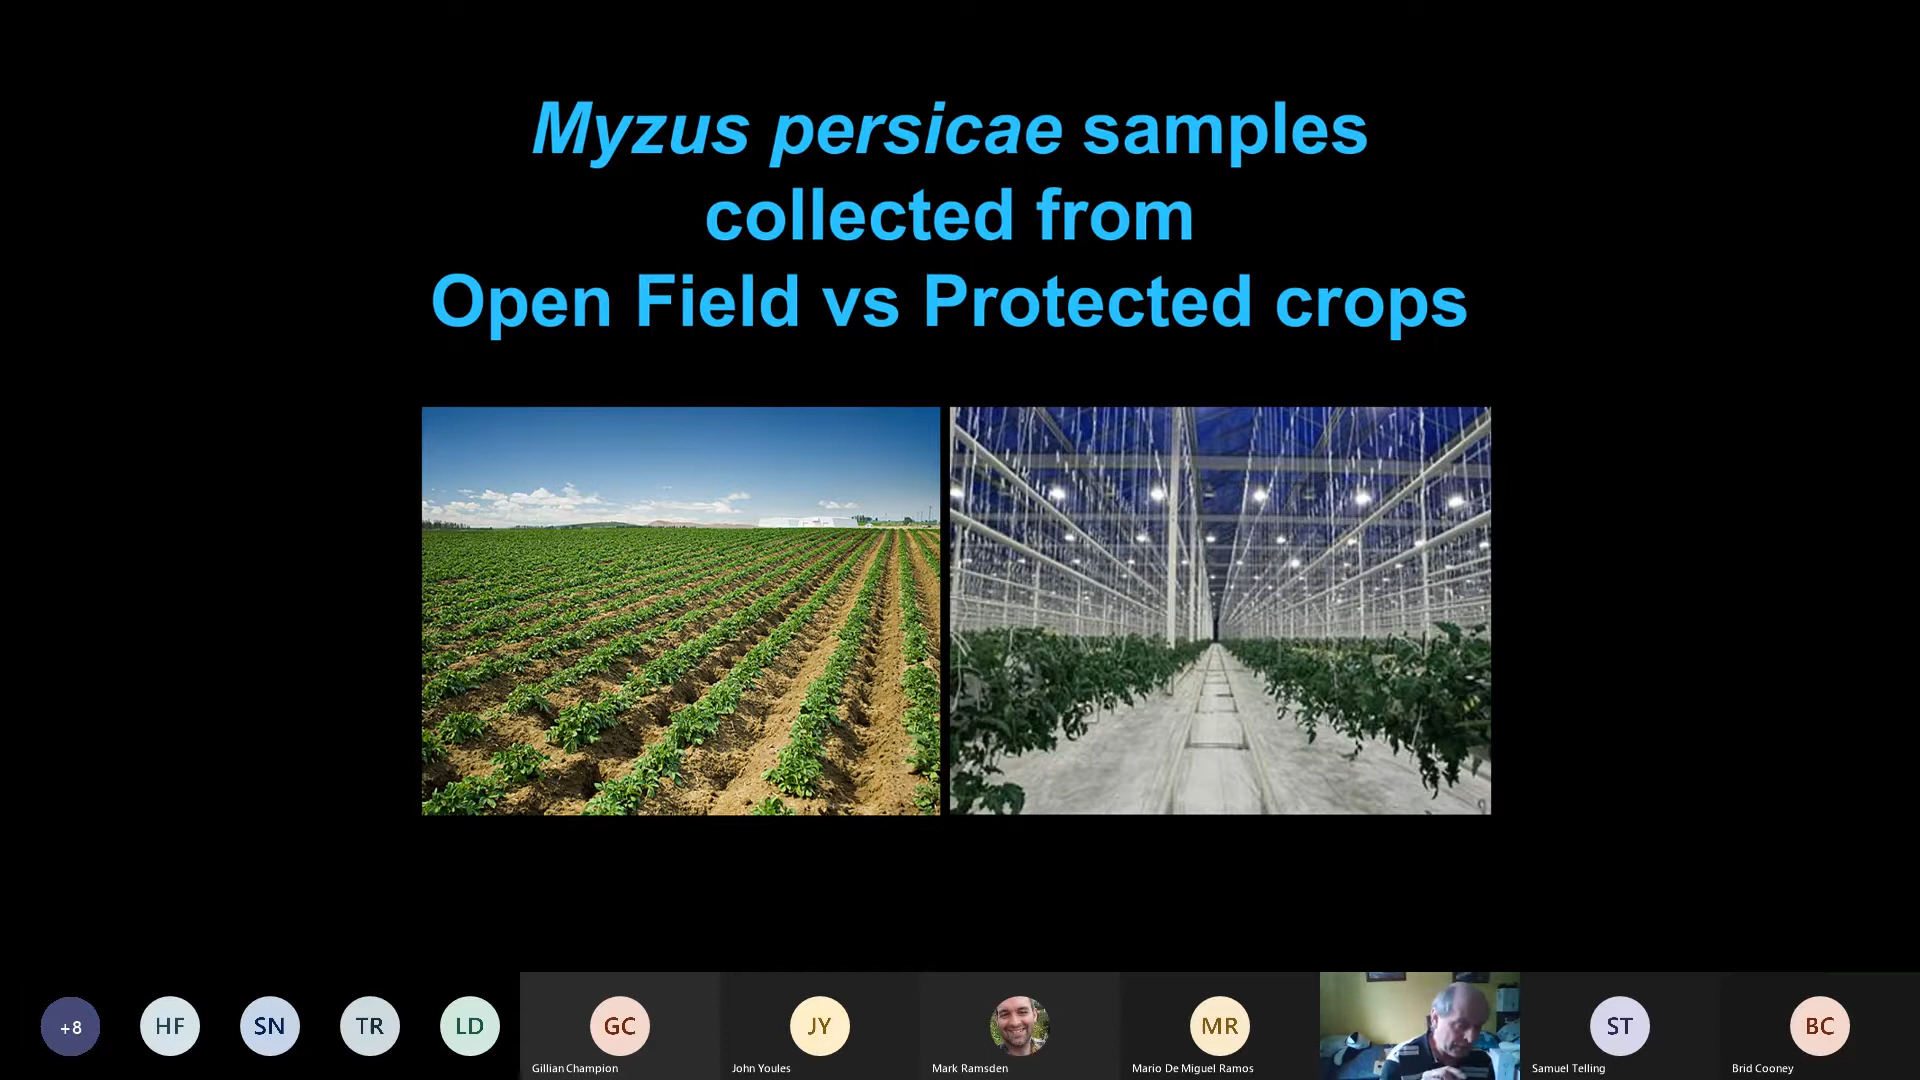 Myzus persicae samples
collected from
Open Field vs Protected crops
+8
HF
SN
TR
LD
GC
JY
MR
ST
BC
Gillian Champion
John Youles
Mark Ramsden
Mario De Miguel Ramos
Samuel Telling
Brid Cooney